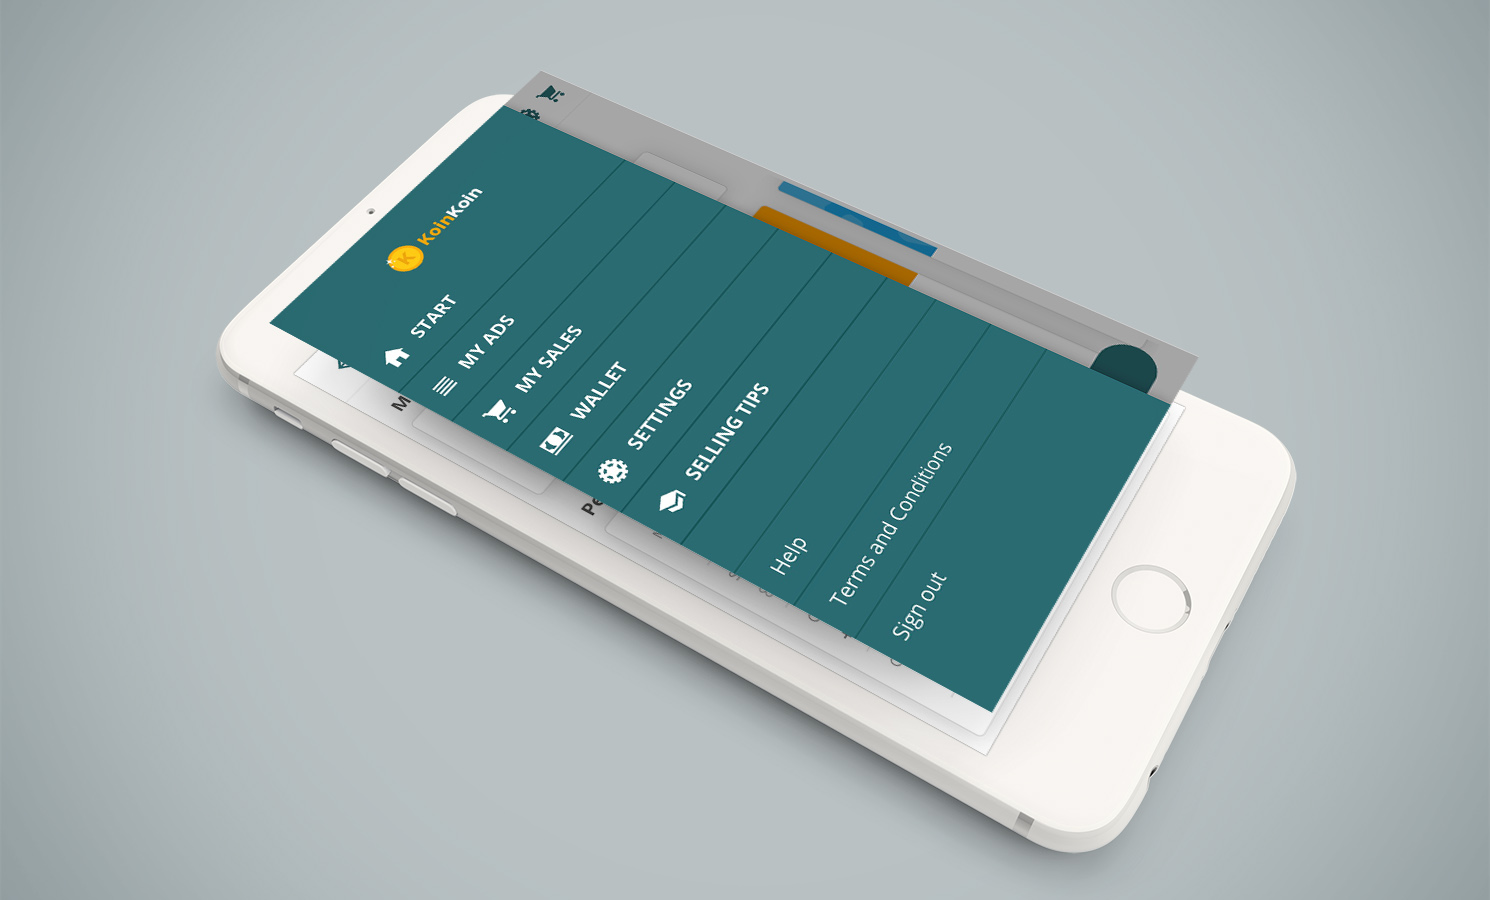 KoinKoin
START
MY ADS
MY SALES
WALLET
SETTINGS
SELLING TIPS
Help
Terms and Conditions
Sign out